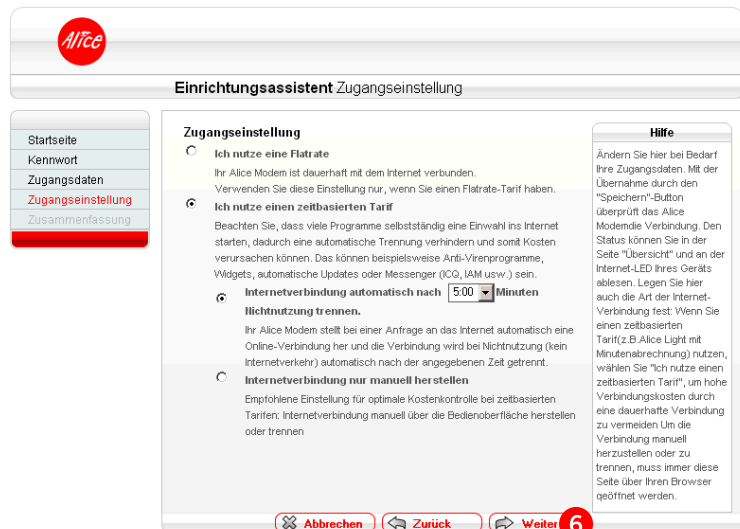 Alice
Einrichtungsassistent Zugangseinstellung
Startseite
Kennwort
Zugangsdaten
Zugangseinstellung
Zusammenfassung
Zugangseinstellung
Ich nutze eine Flatrate
Ihr Alice Modem ist dauerhaft mit dem Internet verbunden.
Verwenden Sie diese Einstellung nur, wenn Sie einen Flatrate-Tarif haben.
Ich nutze einen zeitbasierten Tarif
Beachten Sie, dass viele Programme selbstständig eine Einwahl ins Internet
starten, dadurch eine automatische Trennung verhindern und somit Kosten
verursachen können. Das können beispielsweise Anti-Virenprogramme,
Widgets, automatische Updates oder Messenger (ICQ, IAM usw.) sein.
Internetverbindung automatisch nach 5:00 Minuten
Nichtnutzung trennen.
Ihr Alice Modem stellt bei einer Anfrage an das Internet automatisch eine
Online-Verbindung her und die Verbindung wird bei Nichtnutzung (kein
Internetverkehr) automatisch nach der angegebenen Zeit getrennt.
Internetverbindung nur manuell herstellen
Empfohlene Einstellung für optimale Kostenkontrolle bei zeitbasierten
Tarifen: Internetverbindung manuell über die Bedienoberfläche herstellen
oder trennen
Abbrechen Zurück Weiter 6
Hilfe
Ändern Sie hier bei Bedarf
Ihre Zugangsdaten. Mit der
Übernahme durch den
"Speichern"-Button
überprüft das Alice
Modemdie Verbindung. Den
Status können Sie in der
Seite "Übersicht" und an der
Internet-LED Ihres Geräts
ablesen. Legen Sie hier
auch die Art der Internet-
Verbindung fest: Wenn Sie
einen zeitbasierten
Tarif(z.B.Alice Light mit
Minutenabrechnung) nutzen,
wählen Sie "Ich nutze einen
zeitbasierten Tarif", um hohe
Verbindungskosten durch
eine dauerhafte Verbindung
zu vermeiden Um die
Verbindung manuell
herzustellen oder zu
trennen, muss immer diese
Seite über Ihren Browser
geöffnet werden.